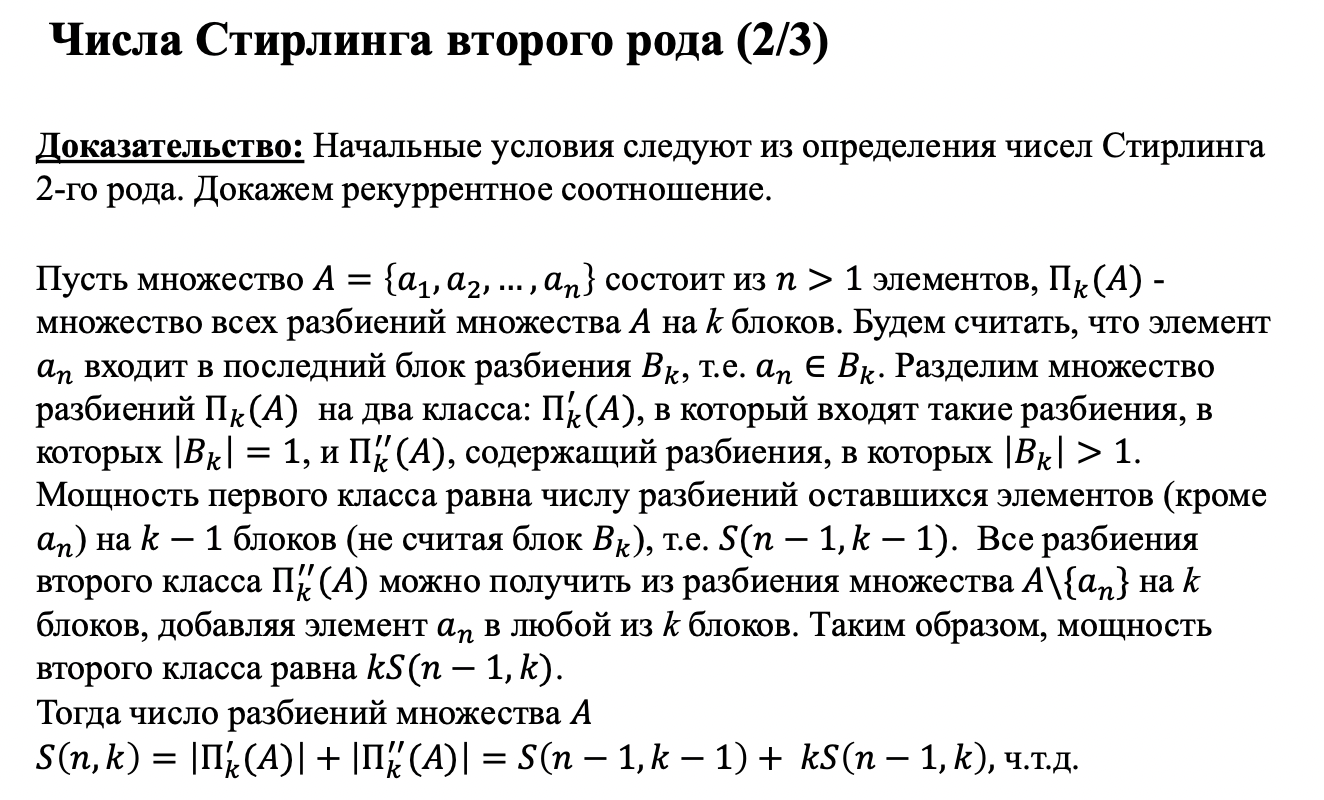 Числа Стирлинга второго рода (2/3)
Доказательство: Начальные условия следуют из определения чисел Стирлинга
2-го рода. Докажем рекуррентное соотношение.
Пусть множество A = {a₁, a₂, … , aₙ} состоит из n > 1 элементов, Πₖ(A) -
множество всех разбиений множества A на k блоков. Будем считать, что элемент
aₙ входит в последний блок разбиения Bₖ, т.е. aₙ ∈ Bₖ. Разделим множество
разбиений Πₖ(A) на два класса: Π′ₖ(A), в который входят такие разбиения, в
которых |Bₖ| = 1, и Π″ₖ(A), содержащий разбиения, в которых |Bₖ| > 1.
Мощность первого класса равна числу разбиений оставшихся элементов (кроме
aₙ) на k − 1 блоков (не считая блок Bₖ), т.е. S(n − 1, k − 1). Все разбиения
второго класса Π″ₖ(A) можно получить из разбиения множества A\{aₙ} на k
блоков, добавляя элемент aₙ в любой из k блоков. Таким образом, мощность
второго класса равна kS(n − 1, k).
Тогда число разбиений множества A
S(n, k) = |Π′ₖ(A)| + |Π″ₖ(A)| = S(n − 1, k − 1) + kS(n − 1, k), ч.т.д.